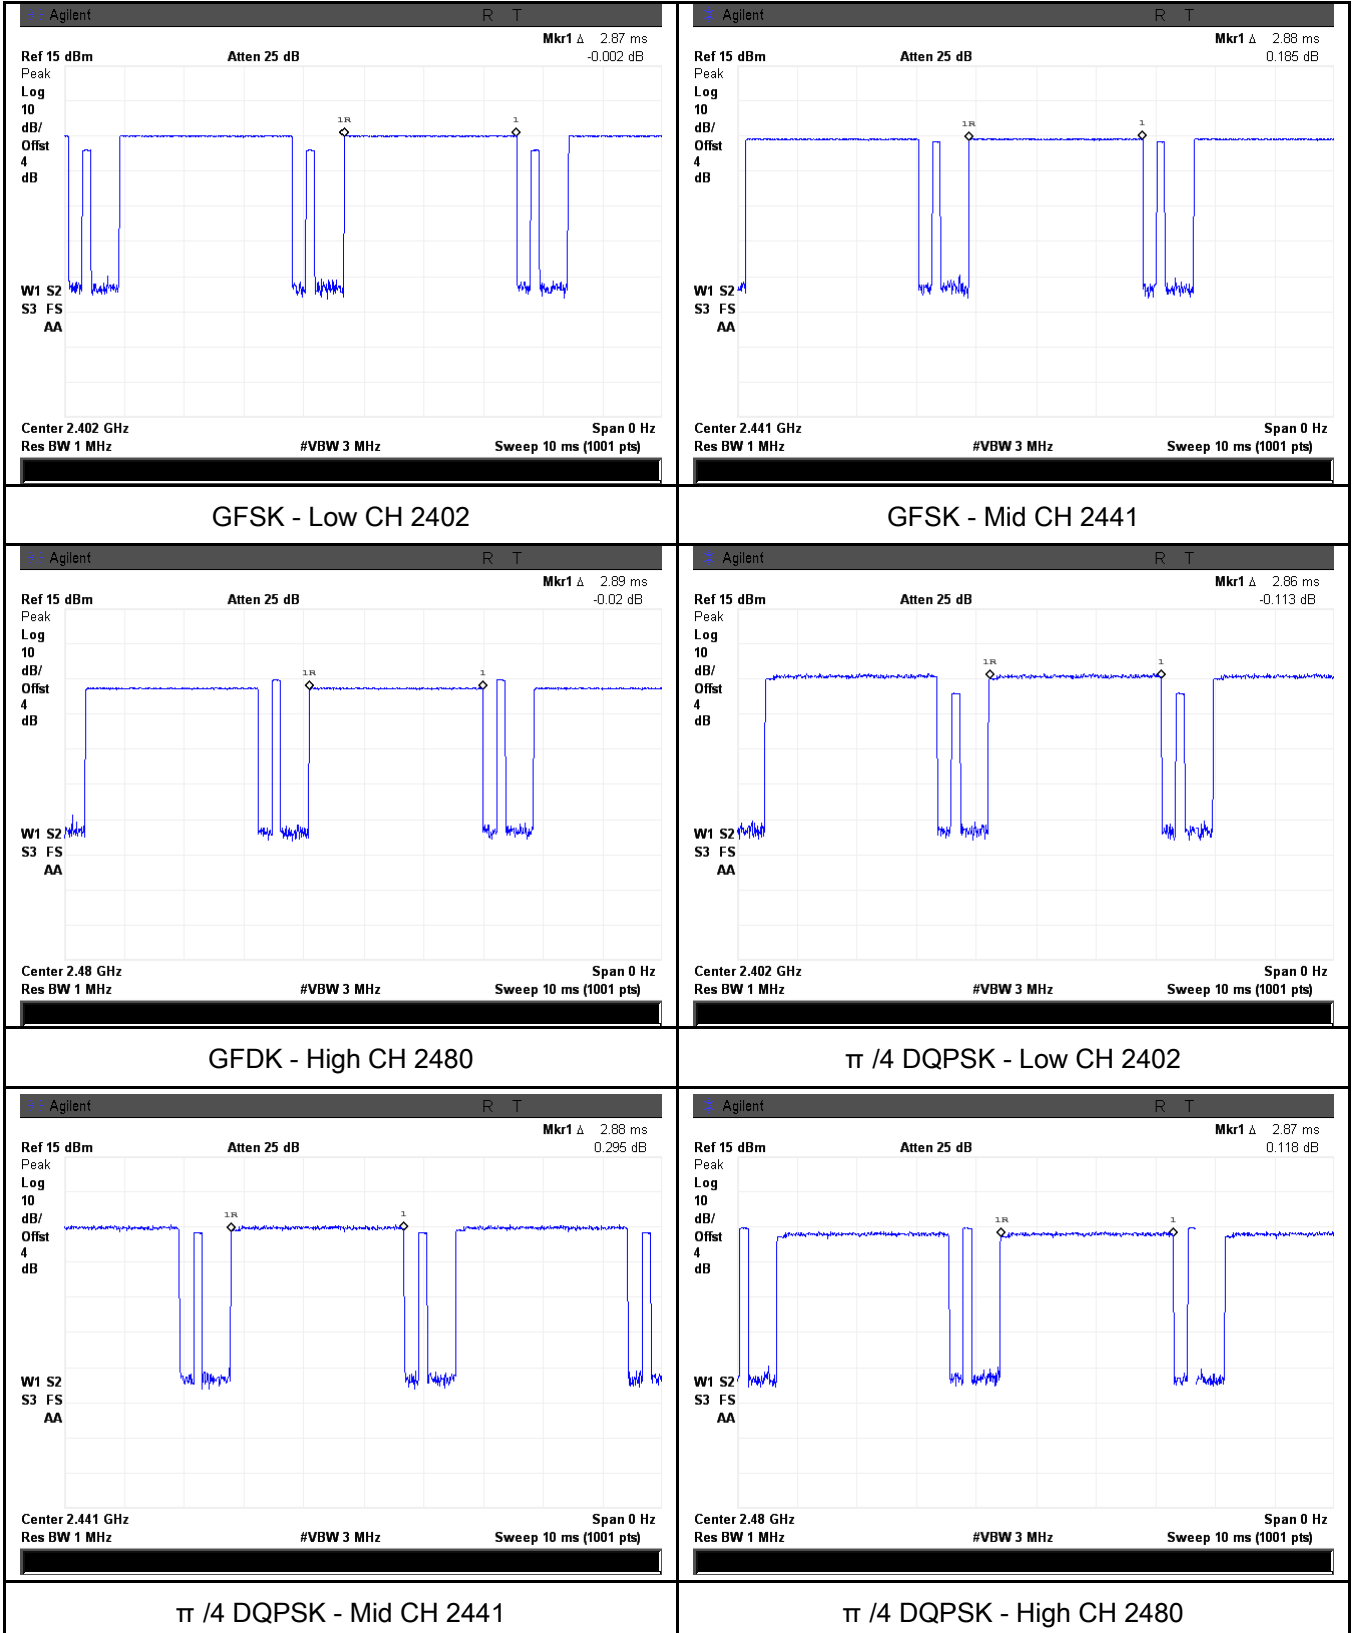 Agilent R T
Mkr1 Δ 2.87 ms
Ref 15 dBm Atten 25 dB -0.002 dB
Peak
Log
10
dB/
Offst
4
dB
1R 1
W1 S2
S3 FS
AA
Center 2.402 GHz Span 0 Hz
Res BW 1 MHz #VBW 3 MHz Sweep 10 ms (1001 pts)
GFSK - Low CH 2402
Agilent R T
Mkr1 Δ 2.88 ms
Ref 15 dBm Atten 25 dB 0.185 dB
Peak
Log
10
dB/
Offst
4
dB
1R 1
W1 S2
S3 FS
AA
Center 2.441 GHz Span 0 Hz
Res BW 1 MHz #VBW 3 MHz Sweep 10 ms (1001 pts)
GFSK - Mid CH 2441
Agilent R T
Mkr1 Δ 2.89 ms
Ref 15 dBm Atten 25 dB -0.02 dB
Peak
Log
10
dB/
Offst
4
dB
1R 1
W1 S2
S3 FS
AA
Center 2.48 GHz Span 0 Hz
Res BW 1 MHz #VBW 3 MHz Sweep 10 ms (1001 pts)
GFDK - High CH 2480
Agilent R T
Mkr1 Δ 2.86 ms
Ref 15 dBm Atten 25 dB -0.113 dB
Peak
Log
10
dB/
Offst
4
dB
1R 1
W1 S2
S3 FS
AA
Center 2.402 GHz Span 0 Hz
Res BW 1 MHz #VBW 3 MHz Sweep 10 ms (1001 pts)
π /4 DQPSK - Low CH 2402
Agilent R T
Mkr1 Δ 2.88 ms
Ref 15 dBm Atten 25 dB 0.295 dB
Peak
Log
10
dB/
Offst
4
dB
1R 1
W1 S2
S3 FS
AA
Center 2.441 GHz Span 0 Hz
Res BW 1 MHz #VBW 3 MHz Sweep 10 ms (1001 pts)
π /4 DQPSK - Mid CH 2441
Agilent R T
Mkr1 Δ 2.87 ms
Ref 15 dBm Atten 25 dB 0.118 dB
Peak
Log
10
dB/
Offst
4
dB
1R 1
W1 S2
S3 FS
AA
Center 2.48 GHz Span 0 Hz
Res BW 1 MHz #VBW 3 MHz Sweep 10 ms (1001 pts)
π /4 DQPSK - High CH 2480